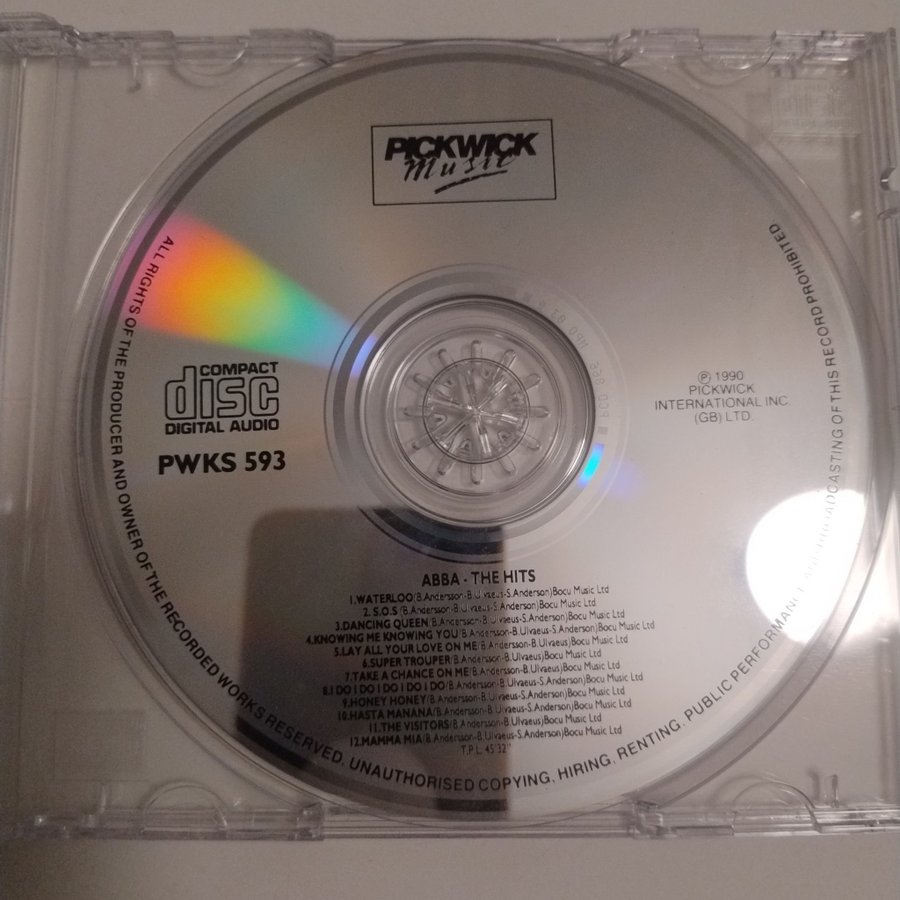 PICKWICK
Music
COMPACT
disc
DIGITAL AUDIO
PWKS 593
℗ 1990
PICKWICK
INTERNATIONAL INC
(GB) LTD.
ABBA - THE HITS
1.WATERLOO(B.Andersson-B.Ulvaeus-S.Anderson)Bocu Music Ltd
2.S.O.S(B.Andersson-B.Ulvaeus-S.Anderson)Bocu Music Ltd
3.DANCING QUEEN(B.Andersson-B.Ulvaeus-S.Anderson)Bocu Music Ltd
4.KNOWING ME KNOWING YOU(B.Andersson-B.Ulvaeus-S.Anderson)Bocu Music Ltd
5.LAY ALL YOUR LOVE ON ME(B.Andersson-B.Ulvaeus)Bocu Music Ltd
6.SUPER TROUPER(B.Andersson-B.Ulvaeus)Bocu Music Ltd
7.TAKE A CHANCE ON ME(B.Andersson-B.Ulvaeus)Bocu Music Ltd
8.I DO I DO I DO I DO I DO(B.Andersson-B.Ulvaeus-S.Anderson)Bocu Music Ltd
9.HONEY HONEY(B.Andersson-B.Ulvaeus-S.Anderson)Bocu Music Ltd
10.HASTA MANANA(B.Andersson-B.Ulvaeus-S.Anderson)Bocu Music Ltd
11.THE VISITORS(B.Andersson-B.Ulvaeus)Bocu Music Ltd
12.MAMMA MIA(B.Andersson-B.Ulvaeus-S.Anderson)Bocu Music Ltd
T.P.L. 45'32"
ALL RIGHTS OF THE PRODUCER AND OWNER OF THE RECORDED WORKS RESERVED. UNAUTHORISED COPYING, HIRING, RENTING, PUBLIC PERFORMANCE AND BROADCASTING OF THIS RECORD PROHIBITED